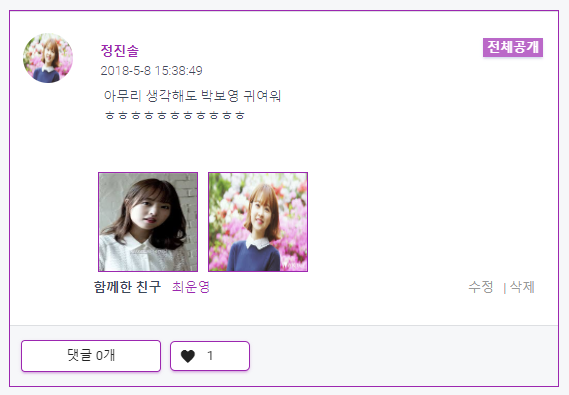 정진솔
전체공개
2018-5-8 15:38:49
아무리 생각해도 박보영 귀여워
ㅎㅎㅎㅎㅎㅎㅎㅎㅎㅎㅎ
함께한 친구 최운영
수정 | 삭제
댓글 0개
1